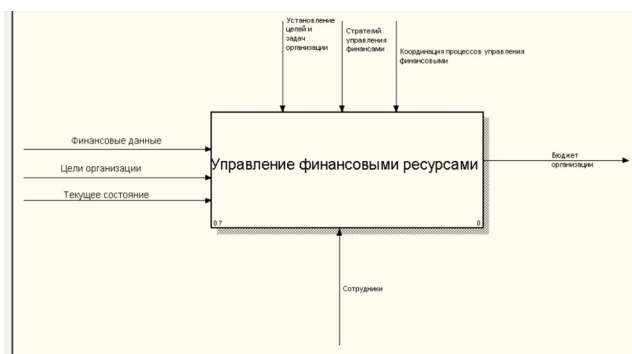 Установление
целей и
задач
организации
Стратегий
управления
финансами
Координация процессов управления
финансовыми
Финансовые данные
Цели организации
Текущее состояние
Управление финансовыми ресурсами
Бюджет
организации
0 ?
0
Сотрудники